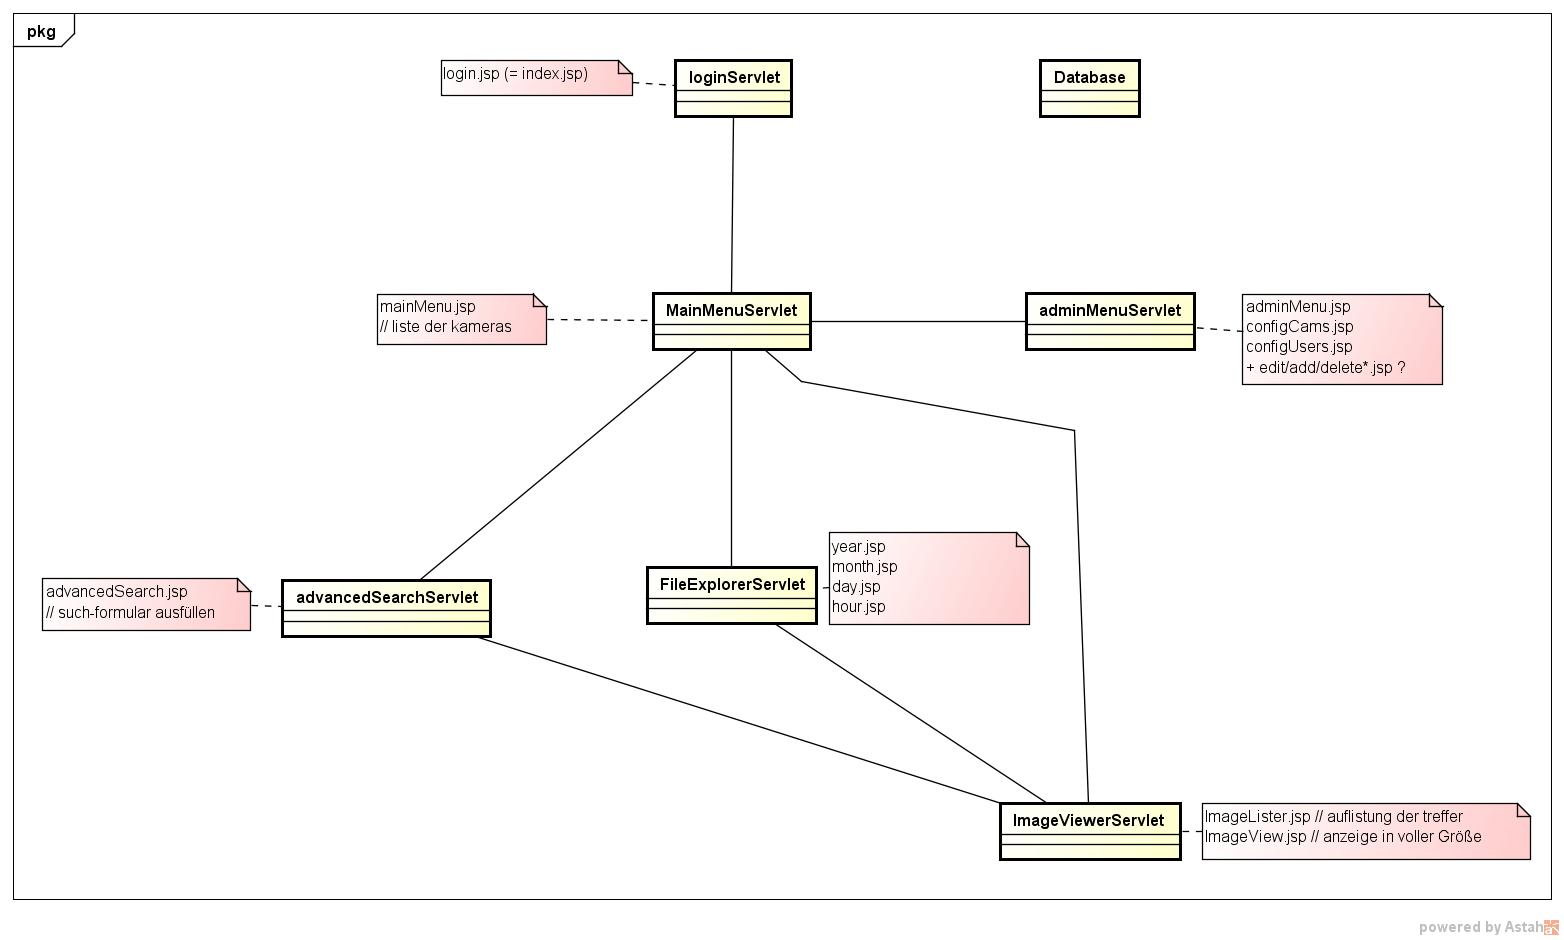 pkg
login.jsp (= index.jsp)
loginServlet
Database
mainMenu.jsp
// liste der kameras
MainMenuServlet
adminMenuServlet
adminMenu.jsp
configCams.jsp
configUsers.jsp
+ edit/add/delete*.jsp ?
advancedSearch.jsp
// such-formular ausfüllen
advancedSearchServlet
FileExplorerServlet
year.jsp
month.jsp
day.jsp
hour.jsp
ImageViewerServlet
ImageLister.jsp // auflistung der treffer
ImageView.jsp // anzeige in voller Größe
powered by Astah